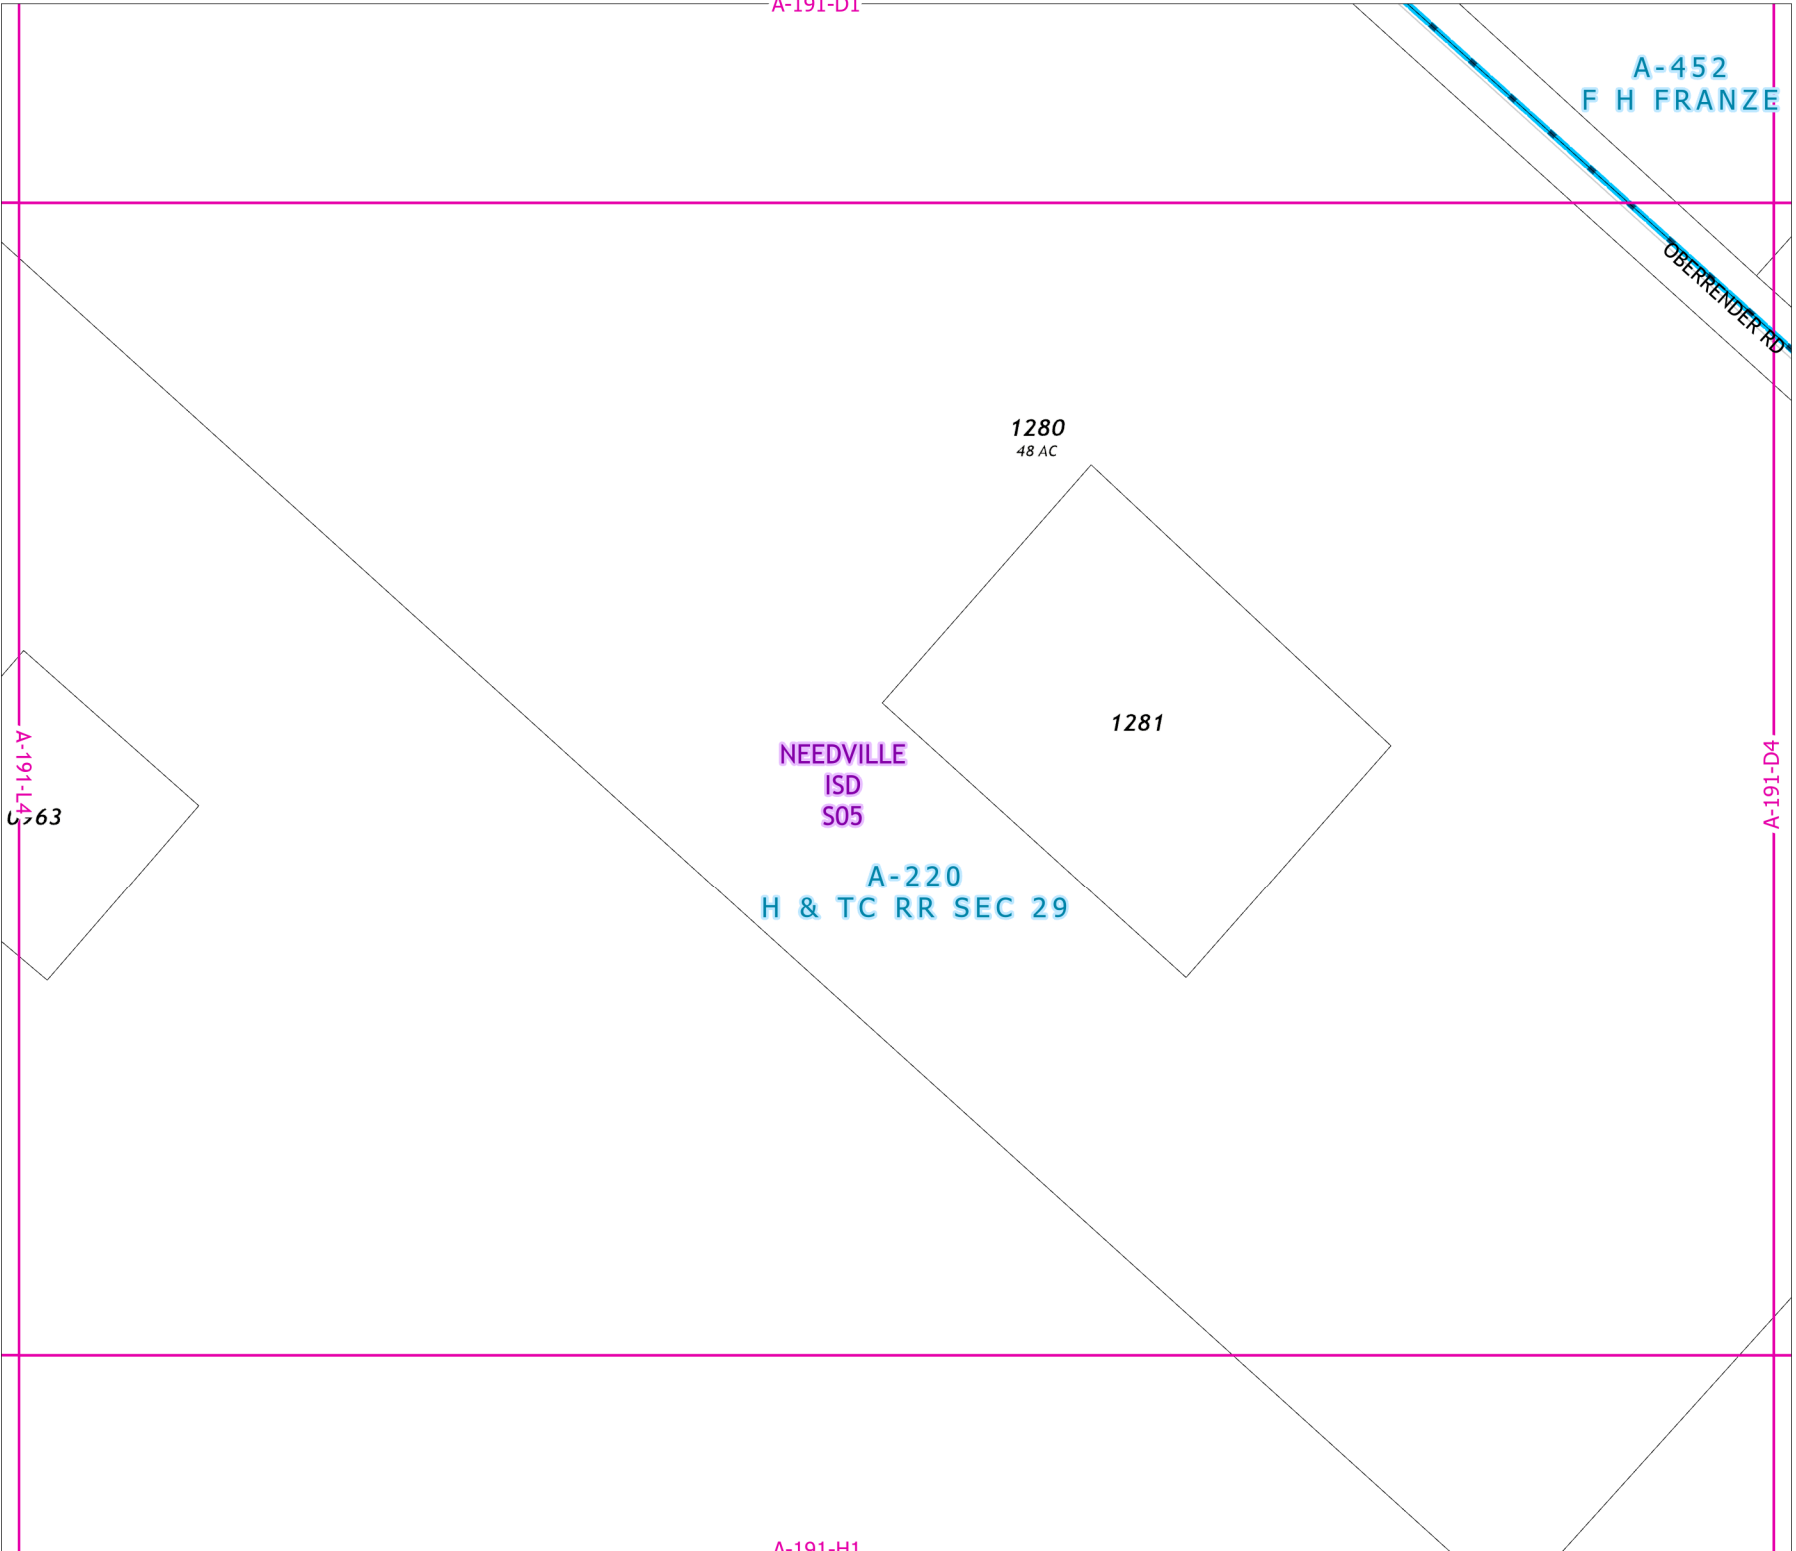 A-191-D1
A-452
F H FRANZE
OBERRENDER RD
1280
48 AC
1281
NEEDVILLE
ISD
S05
A-191-L4
A-191-D4
A-220
H & TC RR SEC 29
A-191-H1